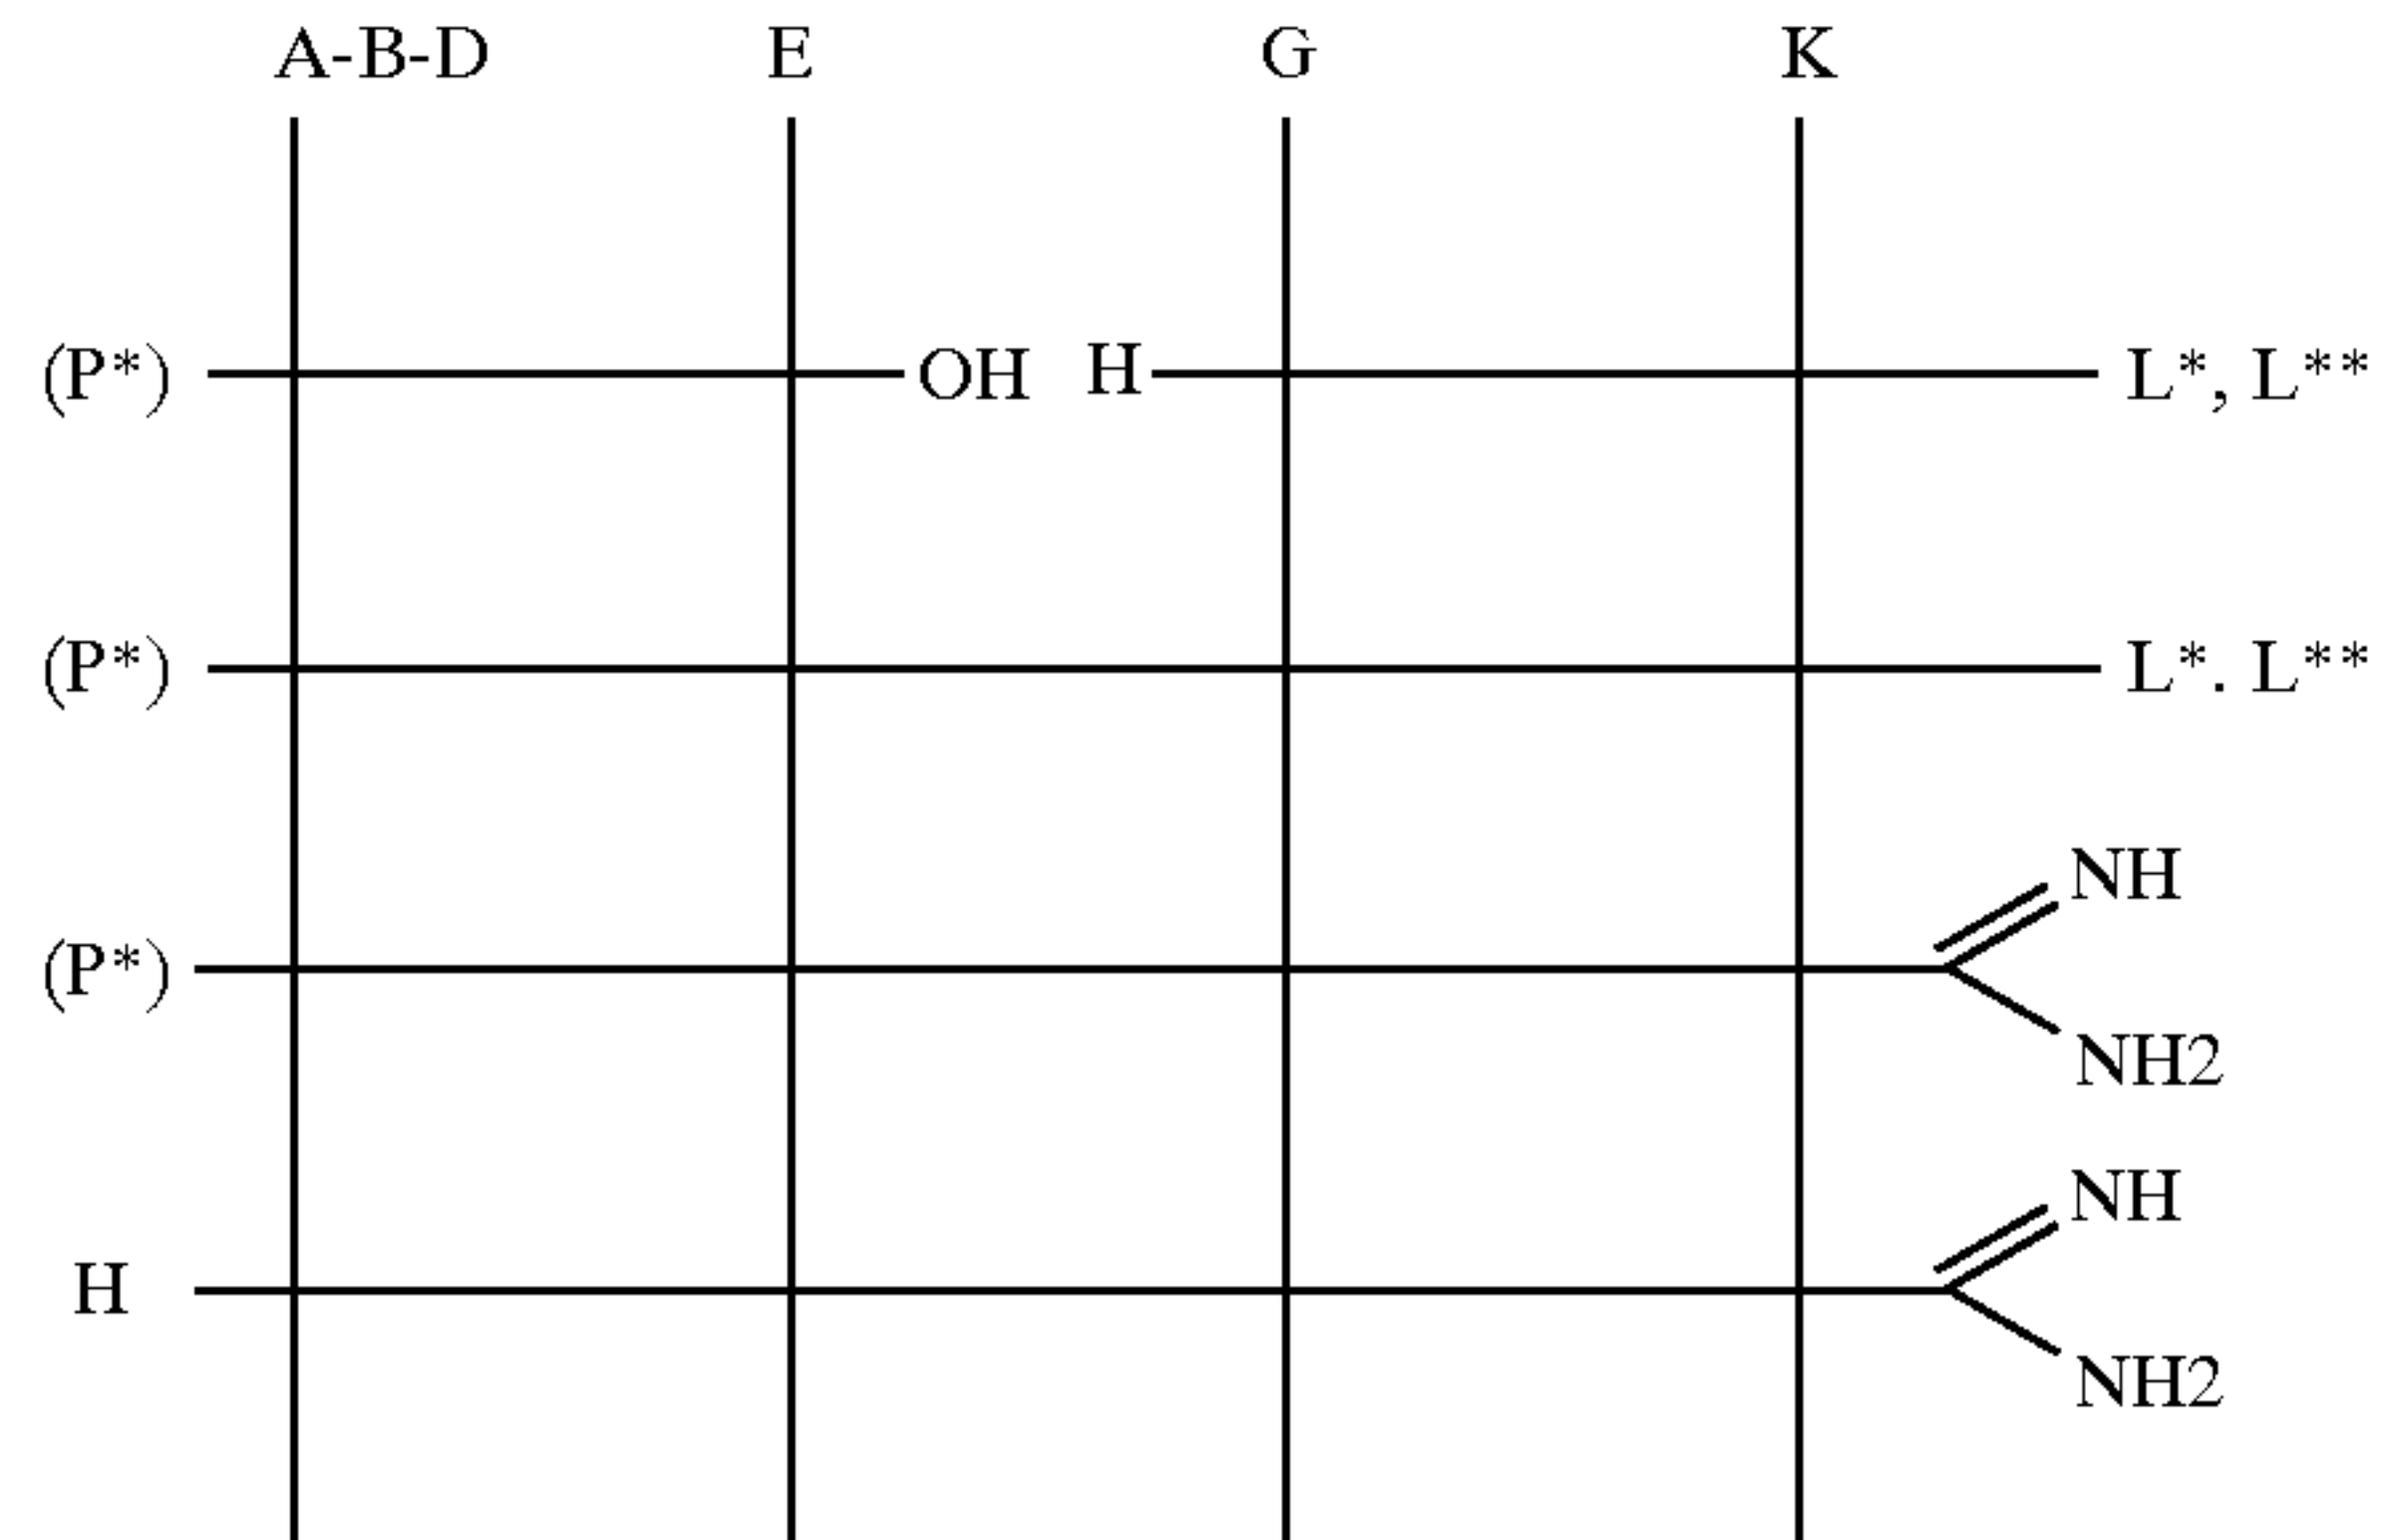 A-B-D E G K
(P*) OH H L*, L**
(P*) L*. L**
NH
(P*)
NH2
NH
H
NH2